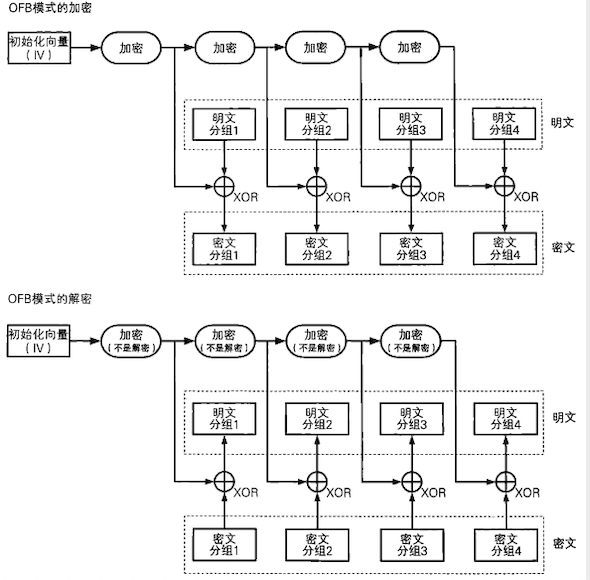 OFB模式的加密
初始化向量
(IV)
加密
加密
加密
加密
明文
分组1
明文
分组2
明文
分组3
明文
分组4
明文
XOR
XOR
XOR
XOR
密文
分组1
密文
分组2
密文
分组3
密文
分组4
密文
OFB模式的解密
初始化向量
(IV)
加密
(不是解密)
加密
(不是解密)
加密
(不是解密)
加密
(不是解密)
明文
分组1
明文
分组2
明文
分组3
明文
分组4
明文
XOR
XOR
XOR
XOR
密文
分组1
密文
分组2
密文
分组3
密文
分组4
密文